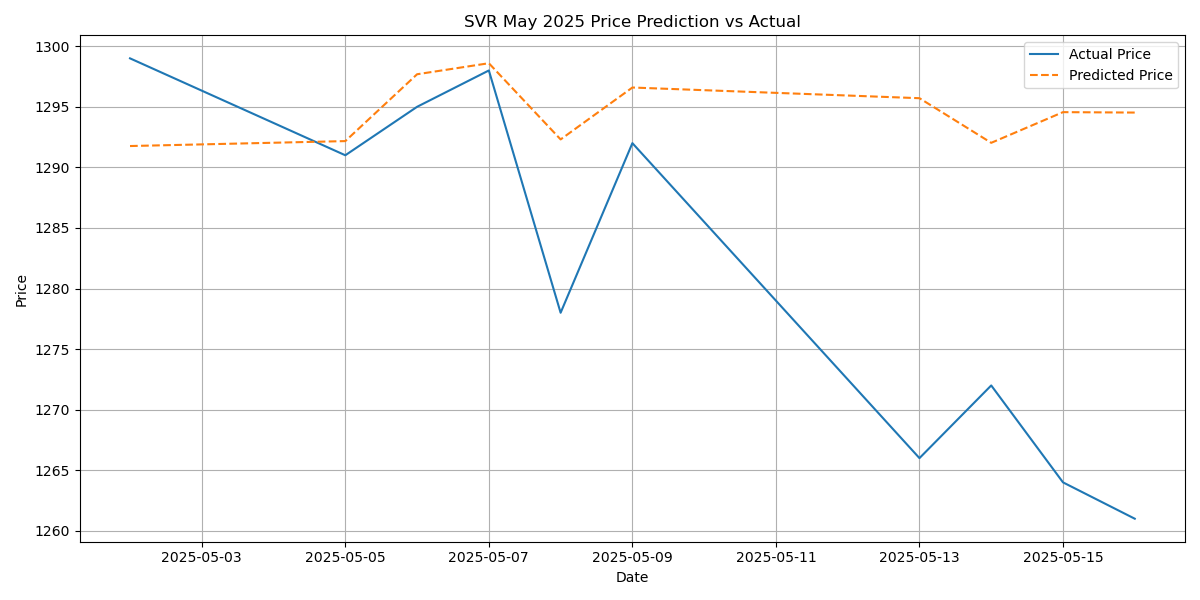 SVR May 2025 Price Prediction vs Actual
Actual Price
Predicted Price
Price
1300
1295
1290
1285
1280
1275
1270
1265
1260
2025-05-03 2025-05-05 2025-05-07 2025-05-09 2025-05-11 2025-05-13 2025-05-15
Date